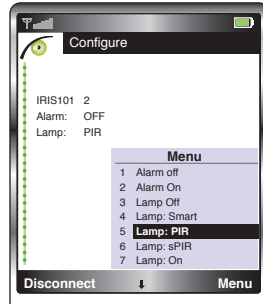 Configure
IRIS101 2
Alarm: OFF
Lamp: PIR
Menu
1 Alarm off
2 Alarm On
3 Lamp Off
4 Lamp: Smart
5 Lamp: PIR
6 Lamp: sPIR
7 Lamp: On
Disconnect Menu